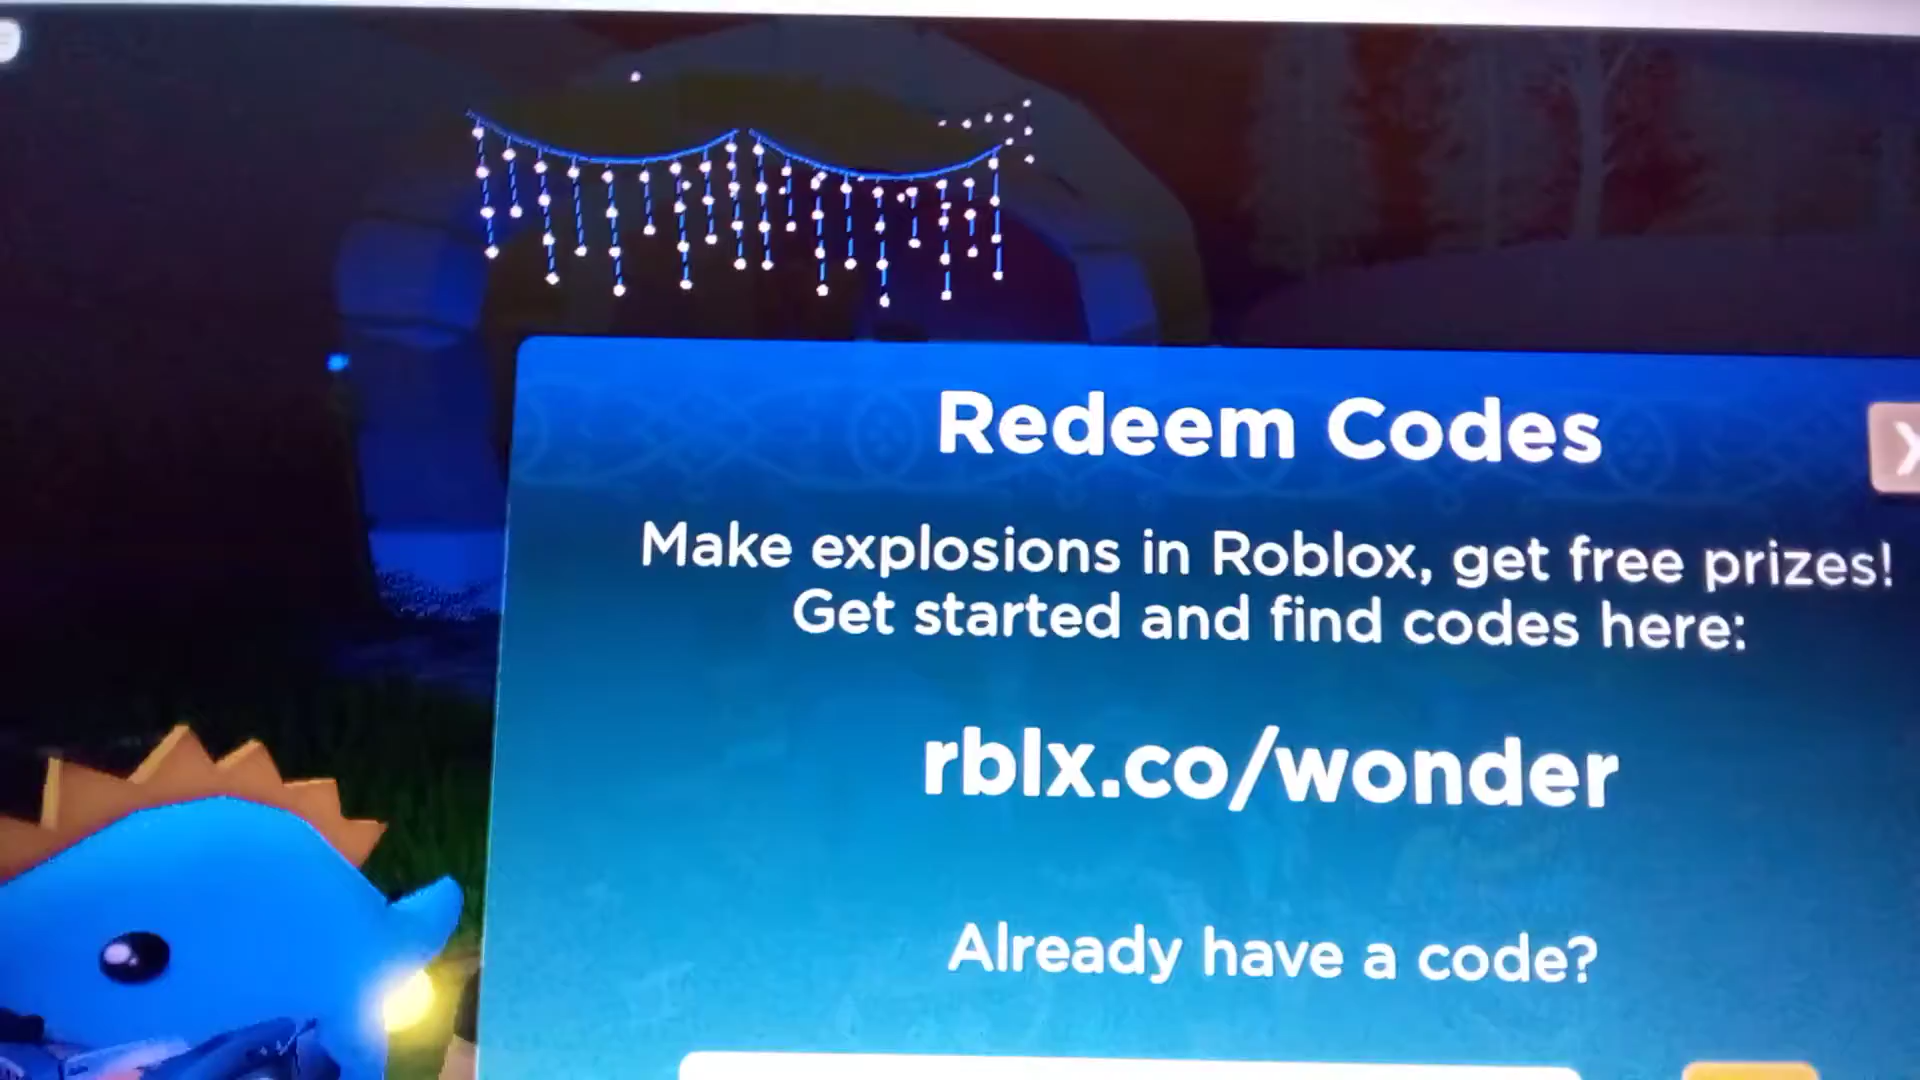 Redeem Codes
X
Make explosions in Roblox, get free prizes!
Get started and find codes here:
rblx.co/wonder
Already have a code?